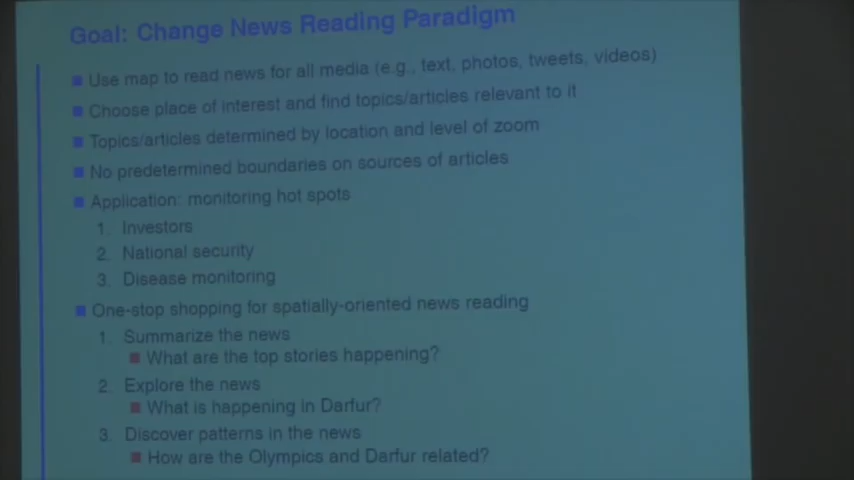 Goal: Change News Reading Paradigm
Use map to read news for all media (e.g., text, photos, tweets, videos)
Choose place of interest and find topics/articles relevant to it
Topics/articles determined by location and level of zoom
No predetermined boundaries on sources of articles
Application: monitoring hot spots
1. Investors
2. National security
3. Disease monitoring
One-stop shopping for spatially-oriented news reading
1. Summarize the news
What are the top stories happening?
2. Explore the news
What is happening in Darfur?
3. Discover patterns in the news
How are the Olympics and Darfur related?